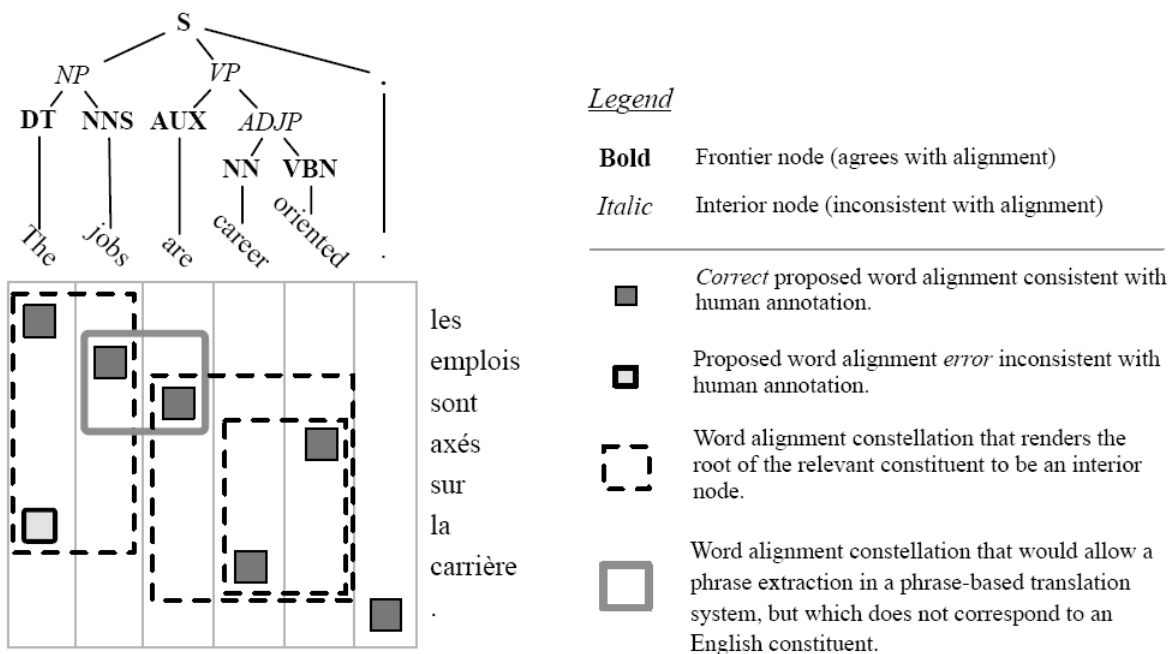 S
NP VP .
DT NNS AUX ADJP
NN VBN
The jobs are career oriented .
les
emplois
sont
axés
sur
la
carrière
.
Legend
Bold Frontier node (agrees with alignment)
Italic Interior node (inconsistent with alignment)
Correct proposed word alignment consistent with
human annotation.
Proposed word alignment error inconsistent with
human annotation.
Word alignment constellation that renders the
root of the relevant constituent to be an interior
node.
Word alignment constellation that would allow a
phrase extraction in a phrase-based translation
system, but which does not correspond to an
English constituent.